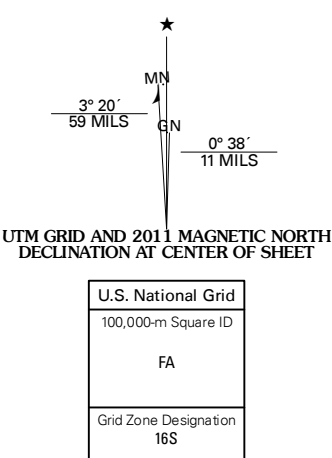 ★
MN
3° 20´
59 MILS
GN
0° 38´
11 MILS
UTM GRID AND 2011 MAGNETIC NORTH
DECLINATION AT CENTER OF SHEET
U.S. National Grid
100,000-m Square ID
FA
Grid Zone Designation
16S